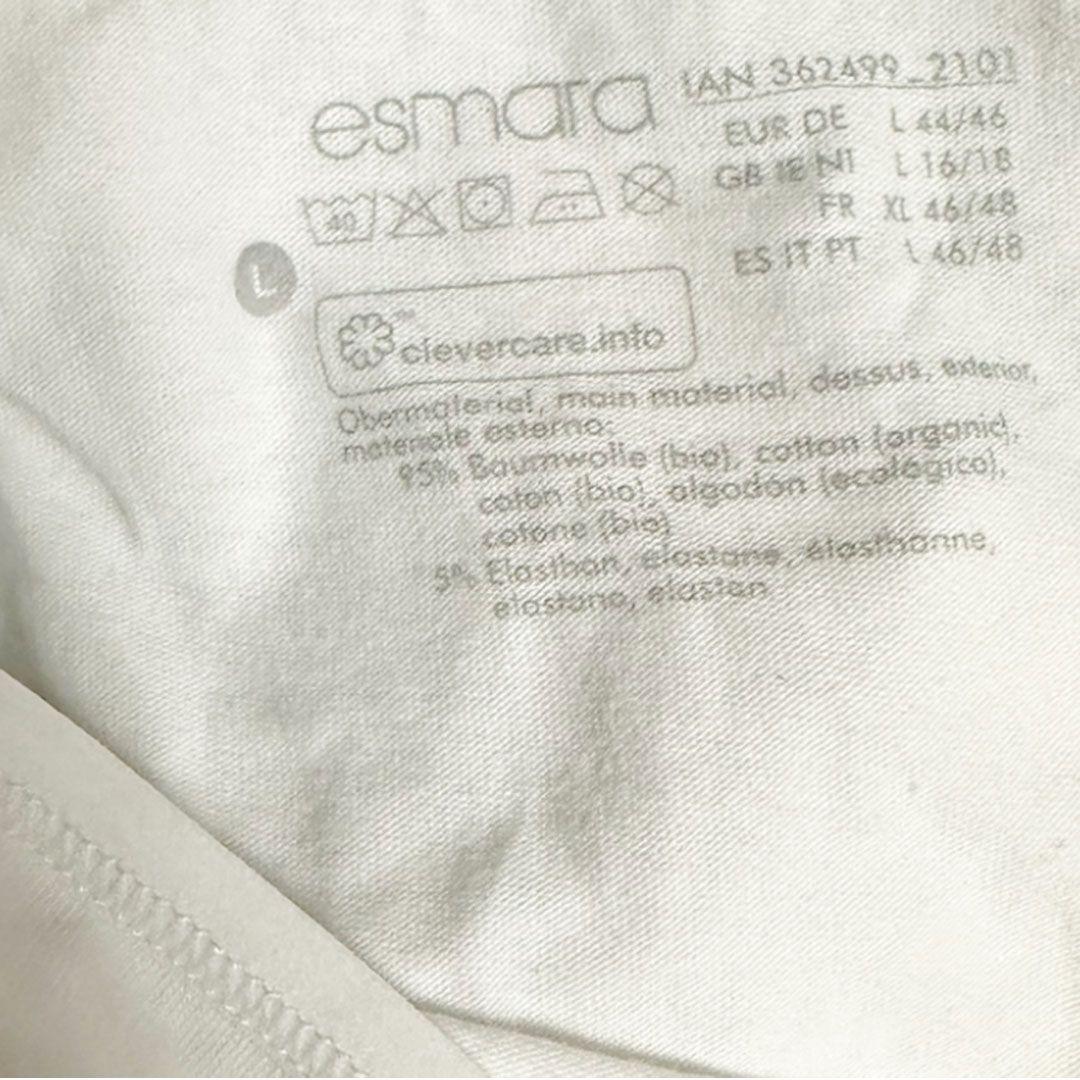 esmara
IAN 362499_2101
EUR DE L 44/46
GB IE NI L 16/18
FR XL 46/48
ES IT PT L 46/48
40
L
clevercare.info
Obermaterial, main material, dessus, exterior,
materiale esterno:
95% Baumwolle (bio), cotton (organic),
coton (bio), algodón (ecológico),
cotone (bio)
5% Elasthan, elastane, élasthanne,
elastano, elastan